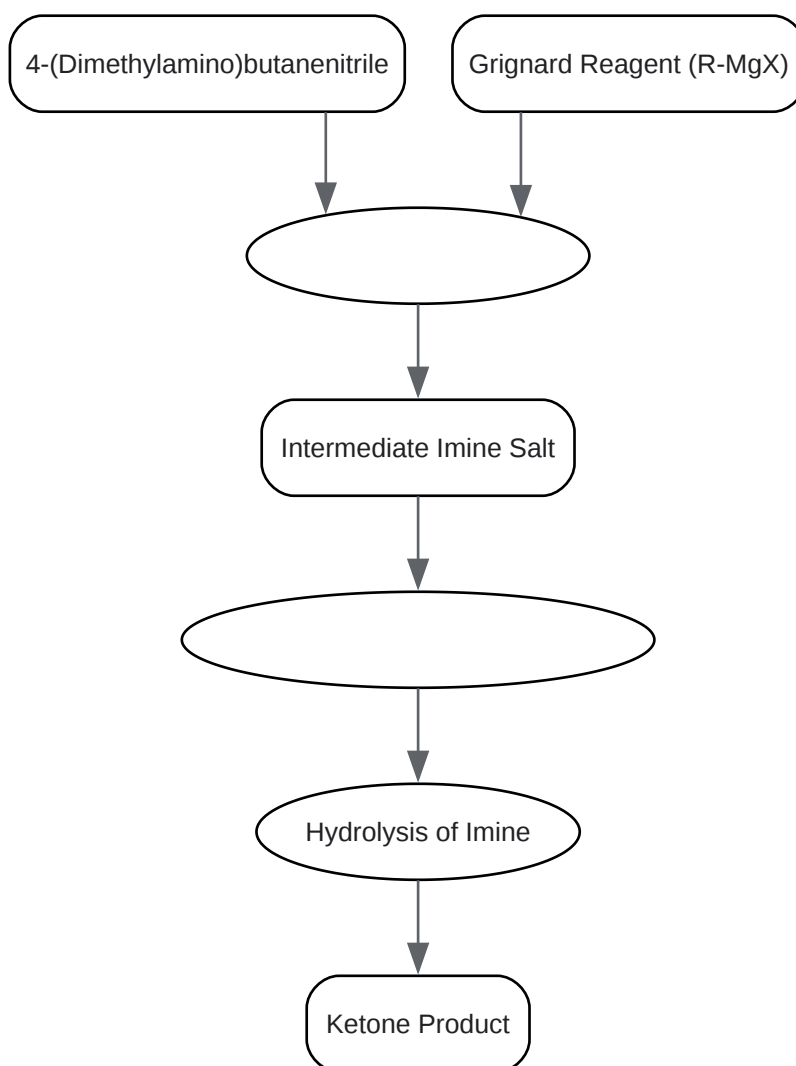 4-(Dimethylamino)butanenitrile
Grignard Reagent (R-MgX)
Intermediate Imine Salt
Hydrolysis of Imine
Ketone Product